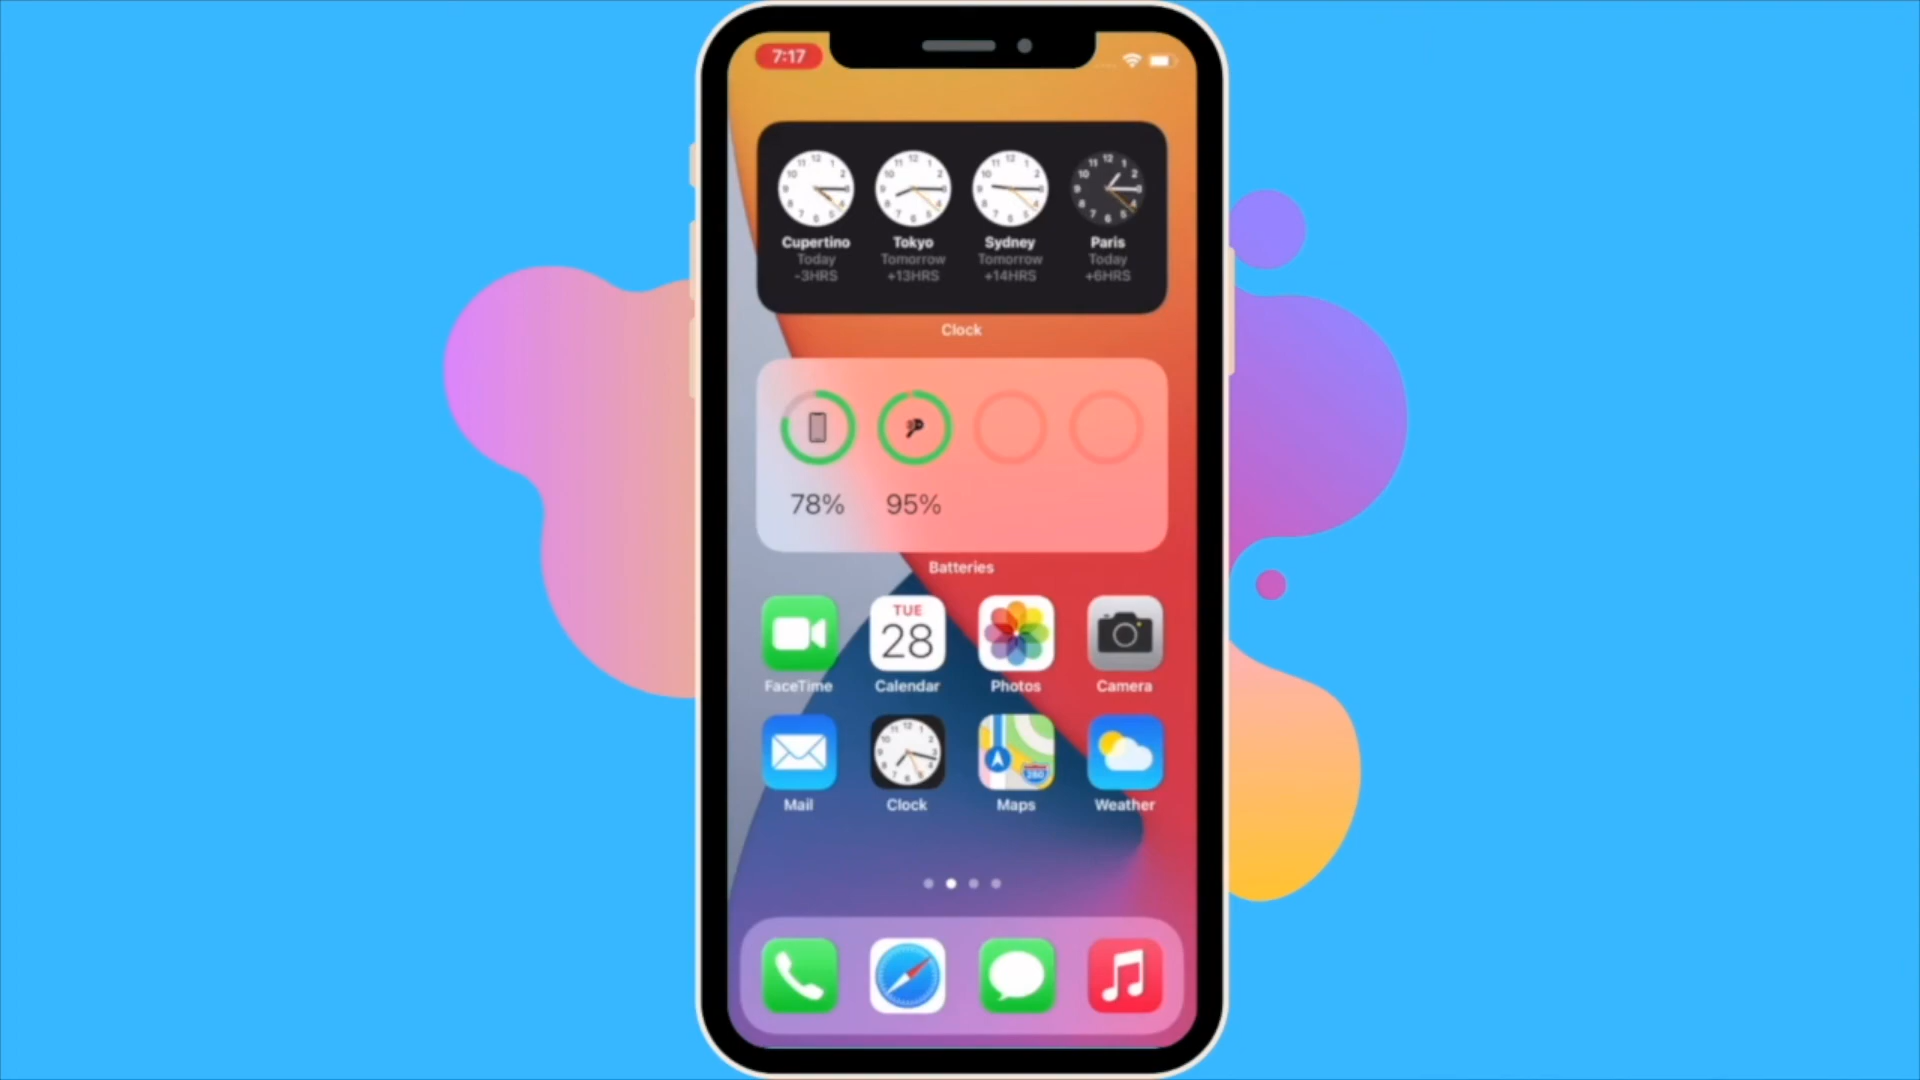 7:17
Cupertino Tokyo Sydney Paris
Today Tomorrow Tomorrow Today
-3HRS +13HRS +14HRS +6HRS
Clock
78% 95%
Batteries
TUE
28
FaceTime Calendar Photos Camera
280
Mail Clock Maps Weather